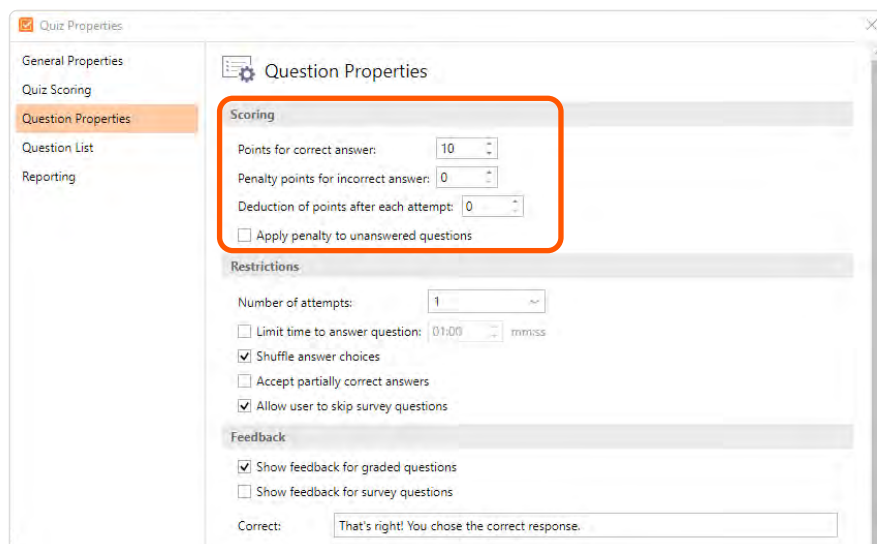 Quiz Properties
General Properties
Quiz Scoring
Question Properties
Question List
Reporting
Question Properties
Scoring
Points for correct answer: 10
Penalty points for incorrect answer: 0
Deduction of points after each attempt: 0
Apply penalty to unanswered questions
Restrictions
Number of attempts: 1
Limit time to answer question: 01:00 mm:ss
Shuffle answer choices
Accept partially correct answers
Allow user to skip survey questions
Feedback
Show feedback for graded questions
Show feedback for survey questions
Correct: That's right! You chose the correct response.